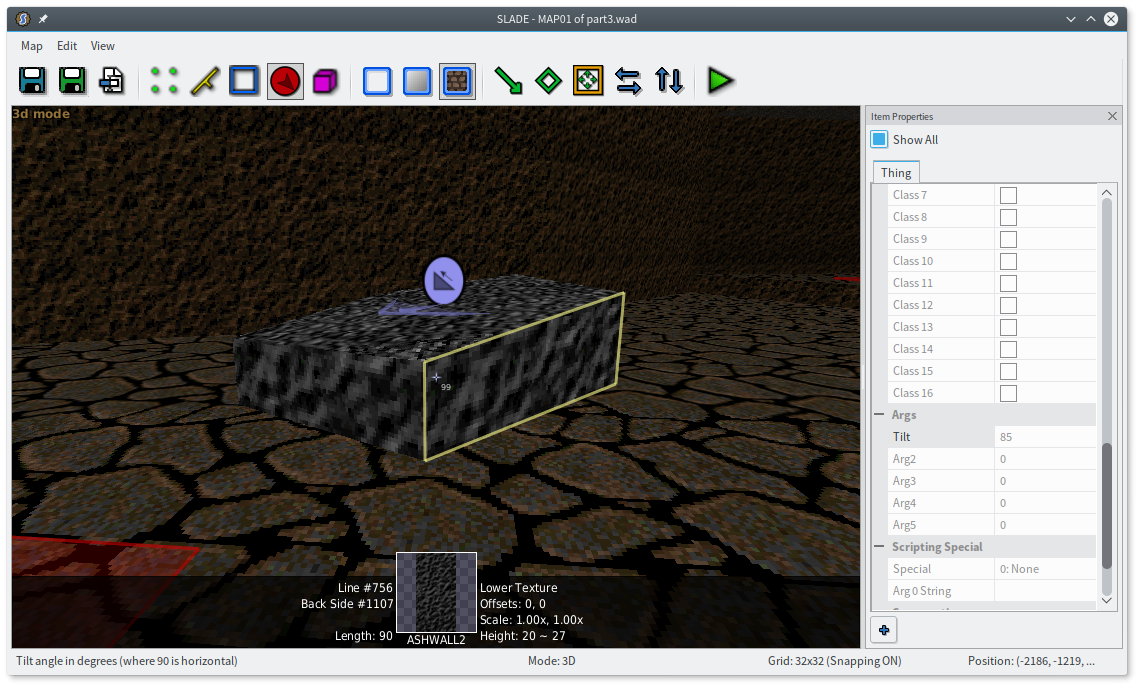 SLADE - MAP01 of part3.wad
Map Edit View
3d mode
99
Line #756
Back Side #1107
Length: 90
ASHWALL2
Lower Texture
Offsets: 0, 0
Scale: 1.00x, 1.00x
Height: 20 ~ 27
Item Properties
Show All
Thing
Class 7
Class 8
Class 9
Class 10
Class 11
Class 12
Class 13
Class 14
Class 15
Class 16
Args
Tilt 85
Arg2 0
Arg3 0
Arg4 0
Arg5 0
Scripting Special
Special 0: None
Arg 0 String
Tilt angle in degrees (where 90 is horizontal) Mode: 3D Grid: 32x32 (Snapping ON) Position: (-2186, -1219, ...